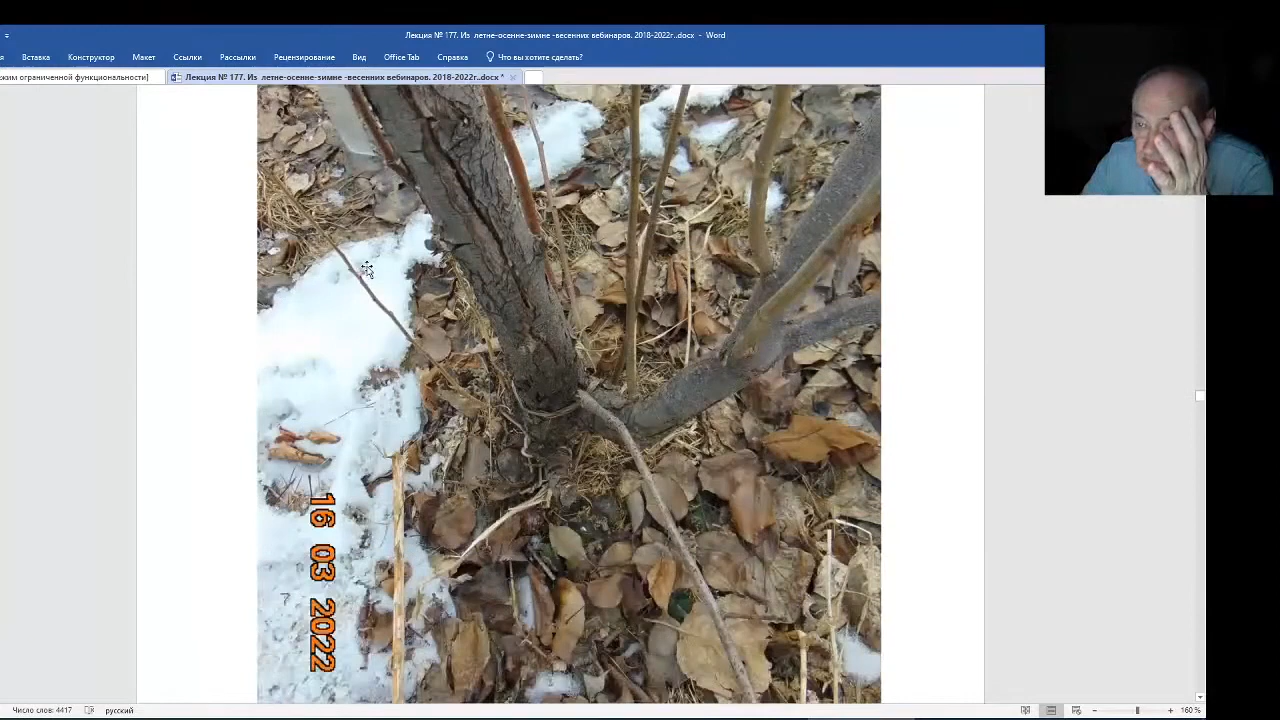 Лекция № 177. Из летне-осенне-зимне -весенних вебинаров. 2018-2022г..docx - Word
Вставка Конструктор Макет Ссылки Рассылки Рецензирование Вид Office Tab Справка Что вы хотите сделать?
жим ограниченной функциональности] Лекция № 177. Из летне-осенне-зимне -весенних вебинаров. 2018-2022г..docx *
16 03 2022
Число слов: 4417 русский 160 %